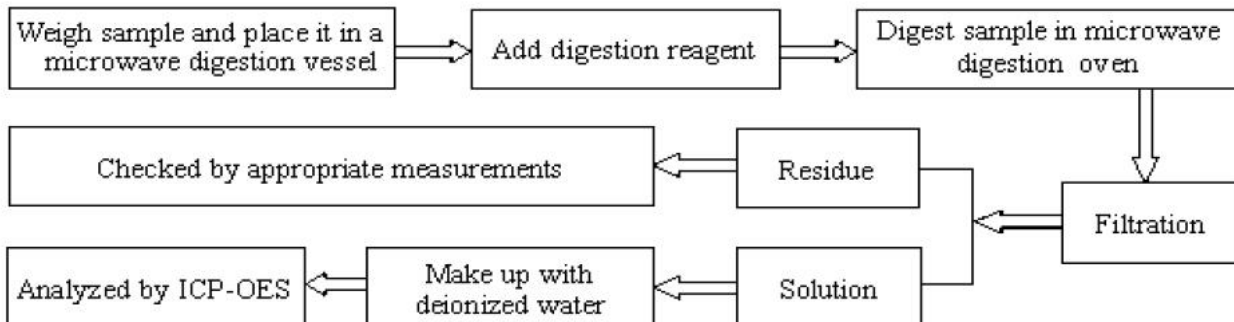 Weigh sample and place it in a
microwave digestion vessel
Add digestion reagent
Digest sample in microwave
digestion oven
Filtration
Residue
Checked by appropriate measurements
Solution
Make up with
deionized water
Analyzed by ICP-OES